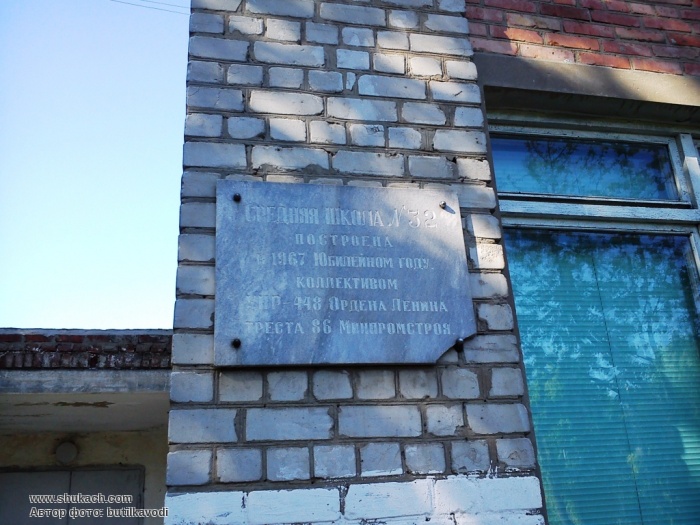 СРЕДНЯЯ ШКОЛА №32
ПОСТРОЕНА
В 1967 ЮБИЛЕЙНОМ ГОДУ,
КОЛЛЕКТИВОМ
-448 ОРДЕНА ЛЕНИНА
ТРЕСТА 86 МИНПРОМСТРОЯ.
www.shukach.com
Автор фото: butilkavodi